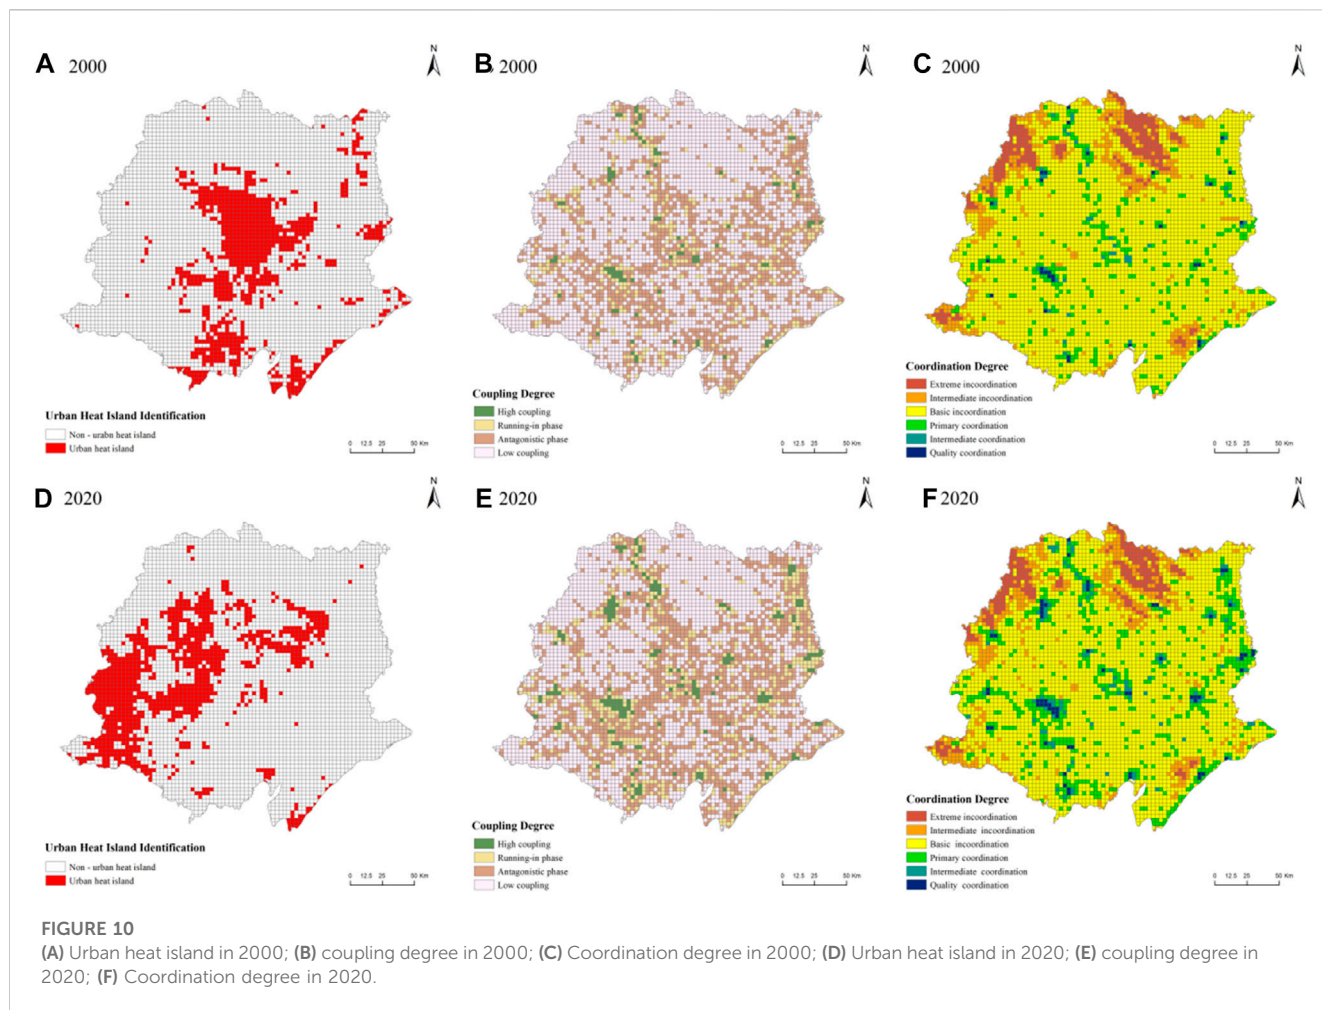 A 2000
N
B 2000
N
C 2000
N
Urban Heat Island Identification
Non - urabn heat island
Urban heat island
0 12.5 25 50 Km
Coupling Degree
High coupling
Running-in phase
Antagonistic phase
Low coupling
0 12.5 25 50 Km
Coordination Degree
Extreme incoordination
Intermediate incoordination
Basic incoordination
Primary coordination
Intermediate coordination
Quality coordination
0 12.5 25 50 Km
D 2020
N
E 2020
N
F 2020
N
Urban Heat Island Identification
Non - urban heat island
Urban heat island
0 12.5 25 50 Km
Coupling Degree
High coupling
Running-in phase
Antagonistic phase
Low coupling
0 12.5 25 50 Km
Coordination Degree
Extreme incoordination
Intermediate incoordination
Basic incoordination
Primary coordination
Intermediate coordination
Quality coordination
0 12.5 25 50 Km
FIGURE 10
(A) Urban heat island in 2000; (B) coupling degree in 2000; (C) Coordination degree in 2000; (D) Urban heat island in 2020; (E) coupling degree in
2020; (F) Coordination degree in 2020.